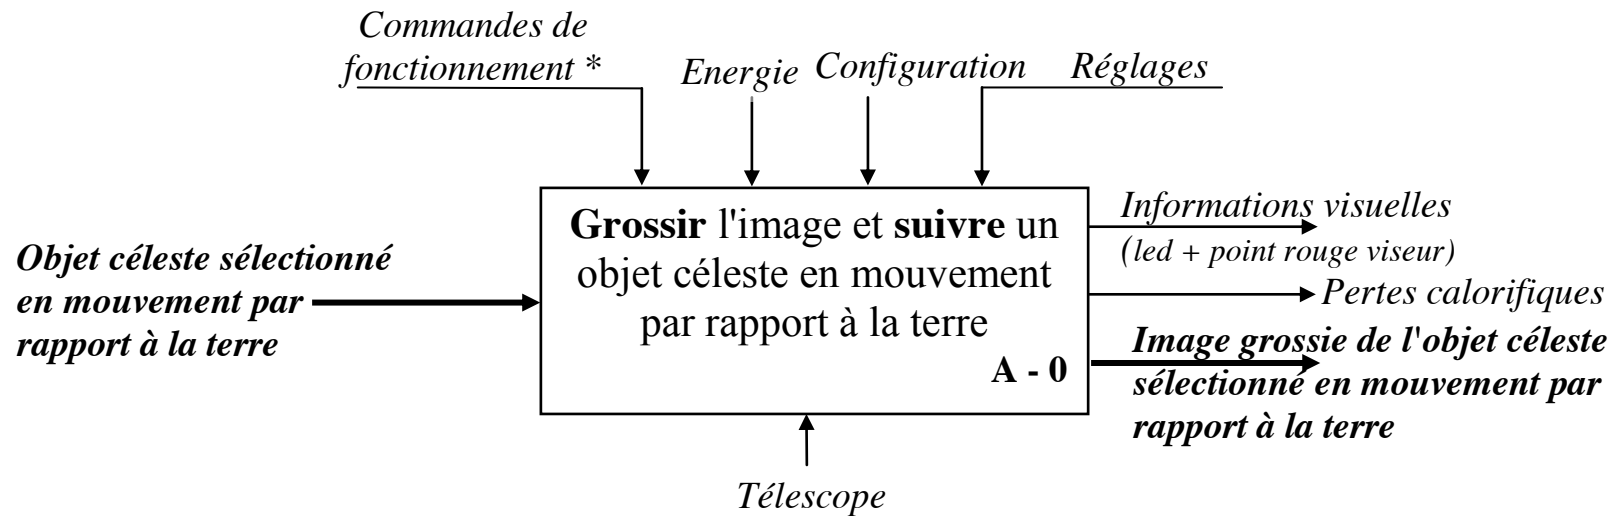 Commandes de
fonctionnement *
Energie
Configuration
Réglages
Objet céleste sélectionné
en mouvement par
rapport à la terre
Grossir l'image et suivre un
objet céleste en mouvement
par rapport à la terre
A - 0
Informations visuelles
(led + point rouge viseur)
Pertes calorifiques
Image grossie de l'objet céleste
sélectionné en mouvement par
rapport à la terre
Télescope